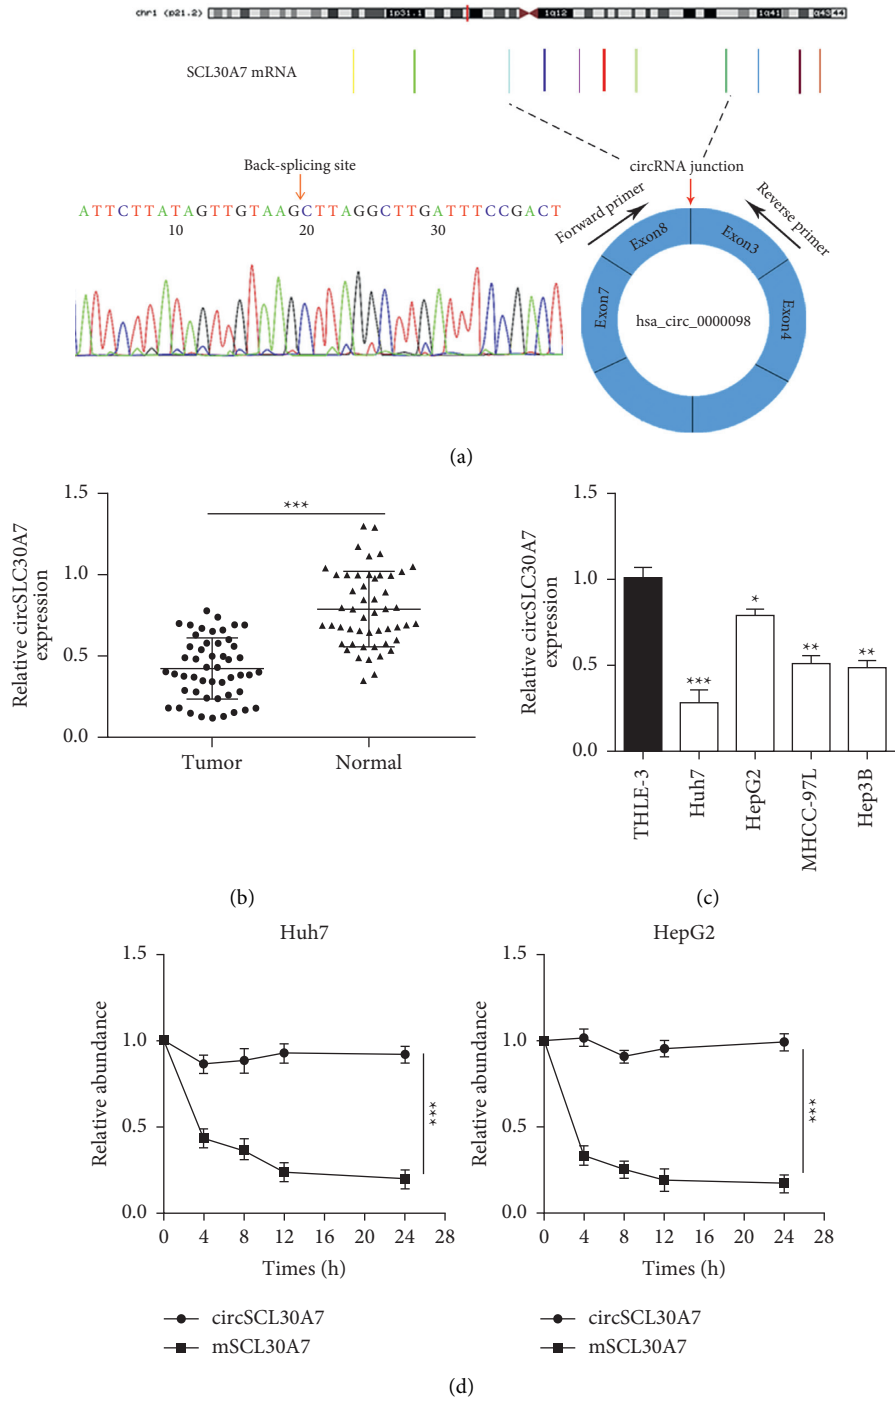 chr1 (p21.2)
1p31.1
1q12
1q41
q43
44
SCL30A7 mRNA
Back-splicing site
circRNA junction
ATTCTTATAGTTGTAAGCTTAGGCTTGATTTCCGACT
10 20 30
Forward primer
Reverse primer
Exon8
Exon3
Exon7
Exon4
hsa_circ_0000098
(a)
Relative circSLC30A7
expression
1.5
1.0
0.5
0.0
***
Tumor Normal
(b)
Relative circSLC30A7
expression
1.5
1.0
0.5
0.0
***
*
**
**
THLE-3
Huh7
HepG2
MHCC-97L
Hep3B
(c)
Huh7
Relative abundance
1.5
1.0
0.5
0.0
***
0 4 8 12 16 20 24 28
Times (h)
circSCL30A7
mSCL30A7
HepG2
Relative abundance
1.5
1.0
0.5
0.0
***
0 4 8 12 16 20 24 28
Times (h)
circSCL30A7
mSCL30A7
(d)